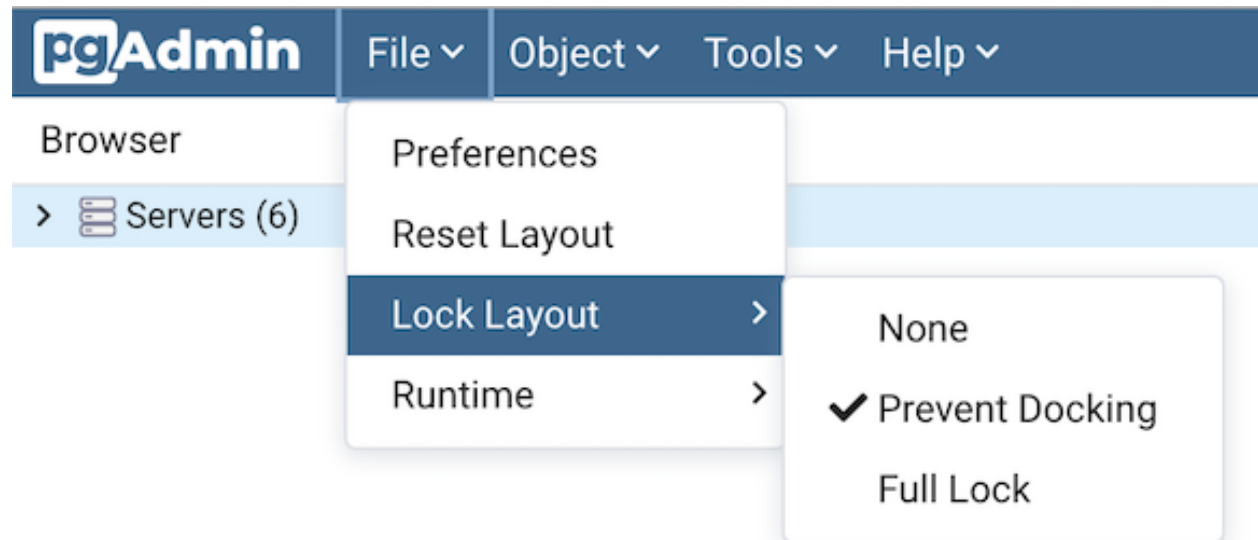 pgAdmin File Object Tools Help
Browser
Servers (6)
Preferences
Reset Layout
Lock Layout
Runtime
None
Prevent Docking
Full Lock